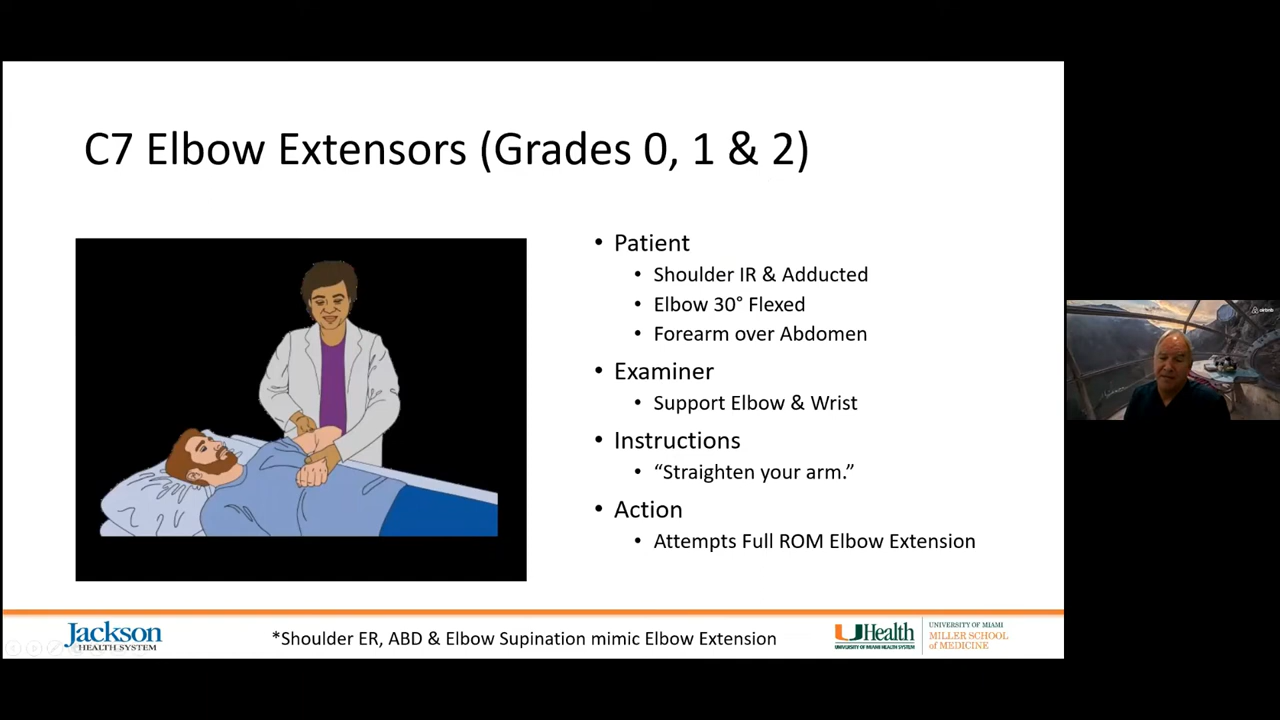 C7 Elbow Extensors (Grades 0, 1 & 2)
• Patient
• Shoulder IR & Adducted
• Elbow 30° Flexed
• Forearm over Abdomen
• Examiner
• Support Elbow & Wrist
• Instructions
• “Straighten your arm.”
• Action
• Attempts Full ROM Elbow Extension
airbnb
Jackson
HEALTH SYSTEM
*Shoulder ER, ABD & Elbow Supination mimic Elbow Extension
UHealth
UNIVERSITY OF MIAMI HEALTH SYSTEM
UNIVERSITY OF MIAMI
MILLER SCHOOL
of MEDICINE